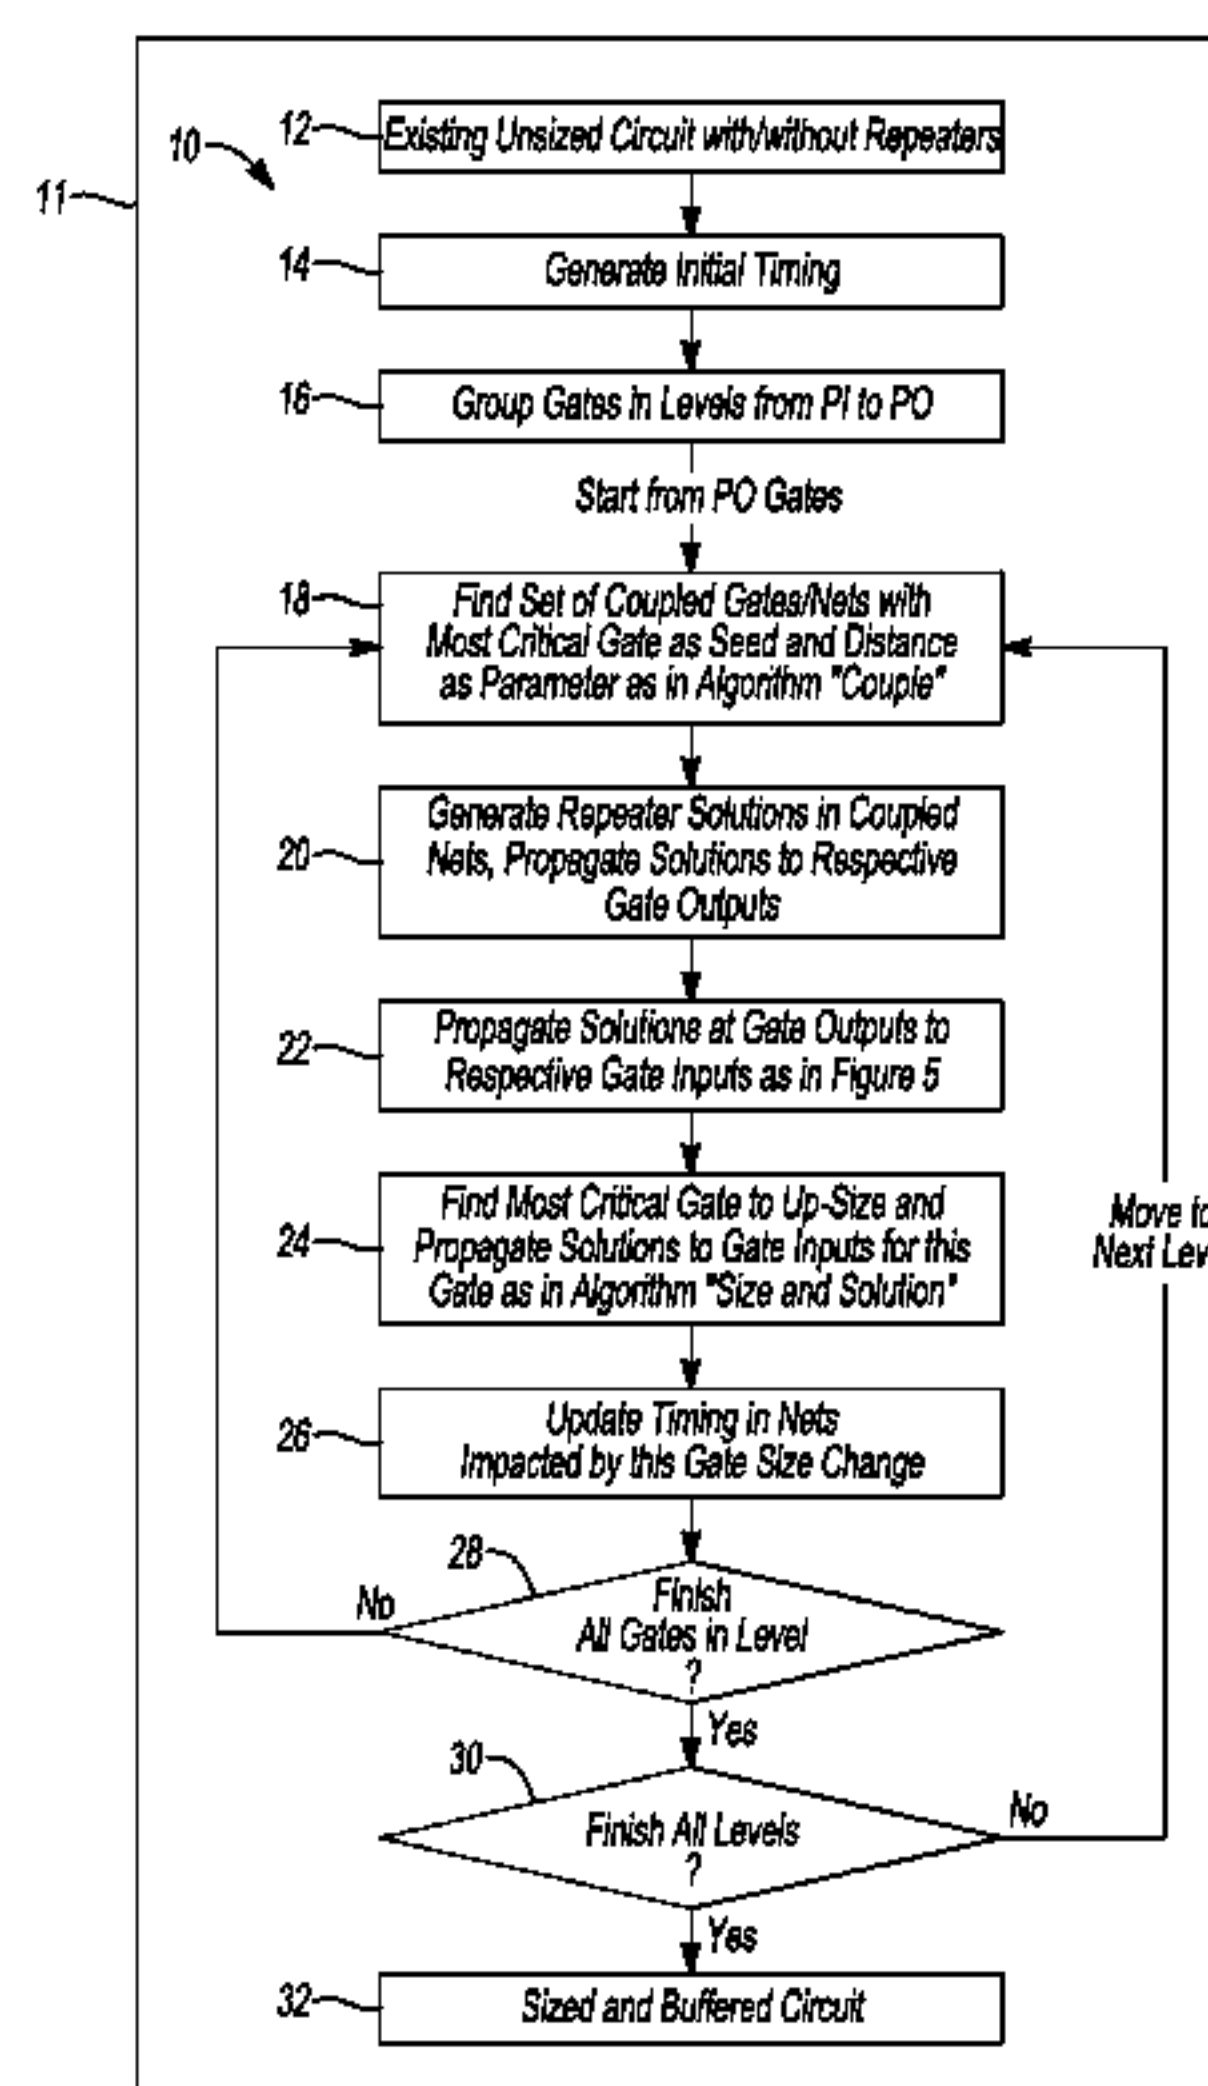 10
11
12
Existing Unsized Circuit with/without Repeaters
14
Generate Initial Timing
16
Group Gates in Levels from PI to PO
Start from PO Gates
18
Find Set of Coupled Gates/Nets with
Most Critical Gate as Seed and Distance
as Parameter as in Algorithm "Couple"
20
Generate Repeater Solutions in Coupled
Nets, Propagate Solutions to Respective
Gate Outputs
22
Propagate Solutions at Gate Outputs to
Respective Gate Inputs as in Figure 5
24
Find Most Critical Gate to Up-Size and
Propagate Solutions to Gate Inputs for this
Gate as in Algorithm "Size and Solution"
Move to
Next Lev
26
Update Timing in Nets
Impacted by this Gate Size Change
28
No
Finish
All Gates in Level
?
Yes
30
No
Finish All Levels
?
Yes
32
Sized and Buffered Circuit